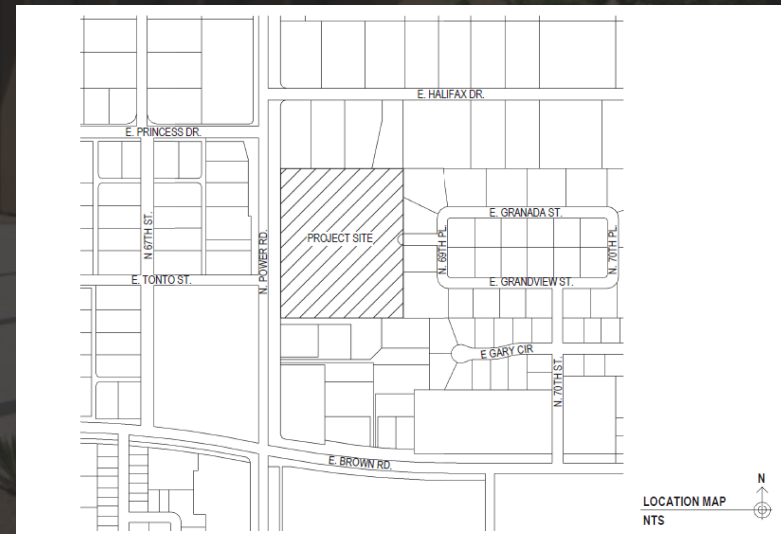 E. HALIFAX DR.
E. PRINCESS DR.
N 67TH ST.
N. POWER RD.
PROJECT SITE
E. GRANADA ST.
N. 69TH PL.
N. 70TH PL.
E. TONTO ST.
E. GRANDVIEW ST.
E GARY CIR
N. 70TH ST.
E. BROWN RD.
N
LOCATION MAP
NTS